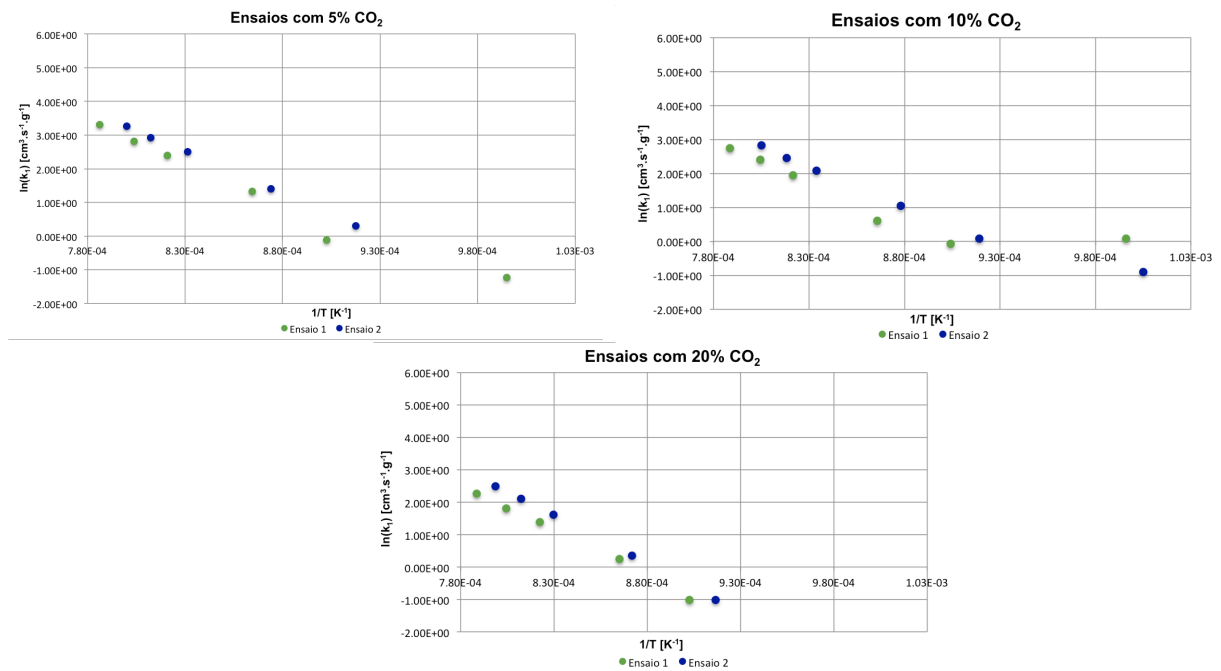 Ensaios com 5% CO₂
6.00E+00
5.00E+00
4.00E+00
3.00E+00
2.00E+00
1.00E+00
0.00E+00
7.80E-04 8.30E-04 8.80E-04 9.30E-04 9.80E-04 1.03E-03
-1.00E+00
-2.00E+00
ln(k₁) [cm³.s⁻¹.g⁻¹]
1/T [K⁻¹]
Ensaio 1 Ensaio 2
Ensaios com 10% CO₂
6.00E+00
5.00E+00
4.00E+00
3.00E+00
2.00E+00
1.00E+00
0.00E+00
7.80E-04 8.30E-04 8.80E-04 9.30E-04 9.80E-04 1.03E-03
-1.00E+00
-2.00E+00
ln(k₁) [cm³.s⁻¹.g⁻¹]
1/T [K⁻¹]
Ensaio 1 Ensaio 2
Ensaios com 20% CO₂
6.00E+00
5.00E+00
4.00E+00
3.00E+00
2.00E+00
1.00E+00
0.00E+00
7.80E-04 8.30E-04 8.80E-04 9.30E-04 9.80E-04 1.03E-03
-1.00E+00
-2.00E+00
ln(k₁) [cm³.s⁻¹.g⁻¹]
1/T [K⁻¹]
Ensaio 1 Ensaio 2